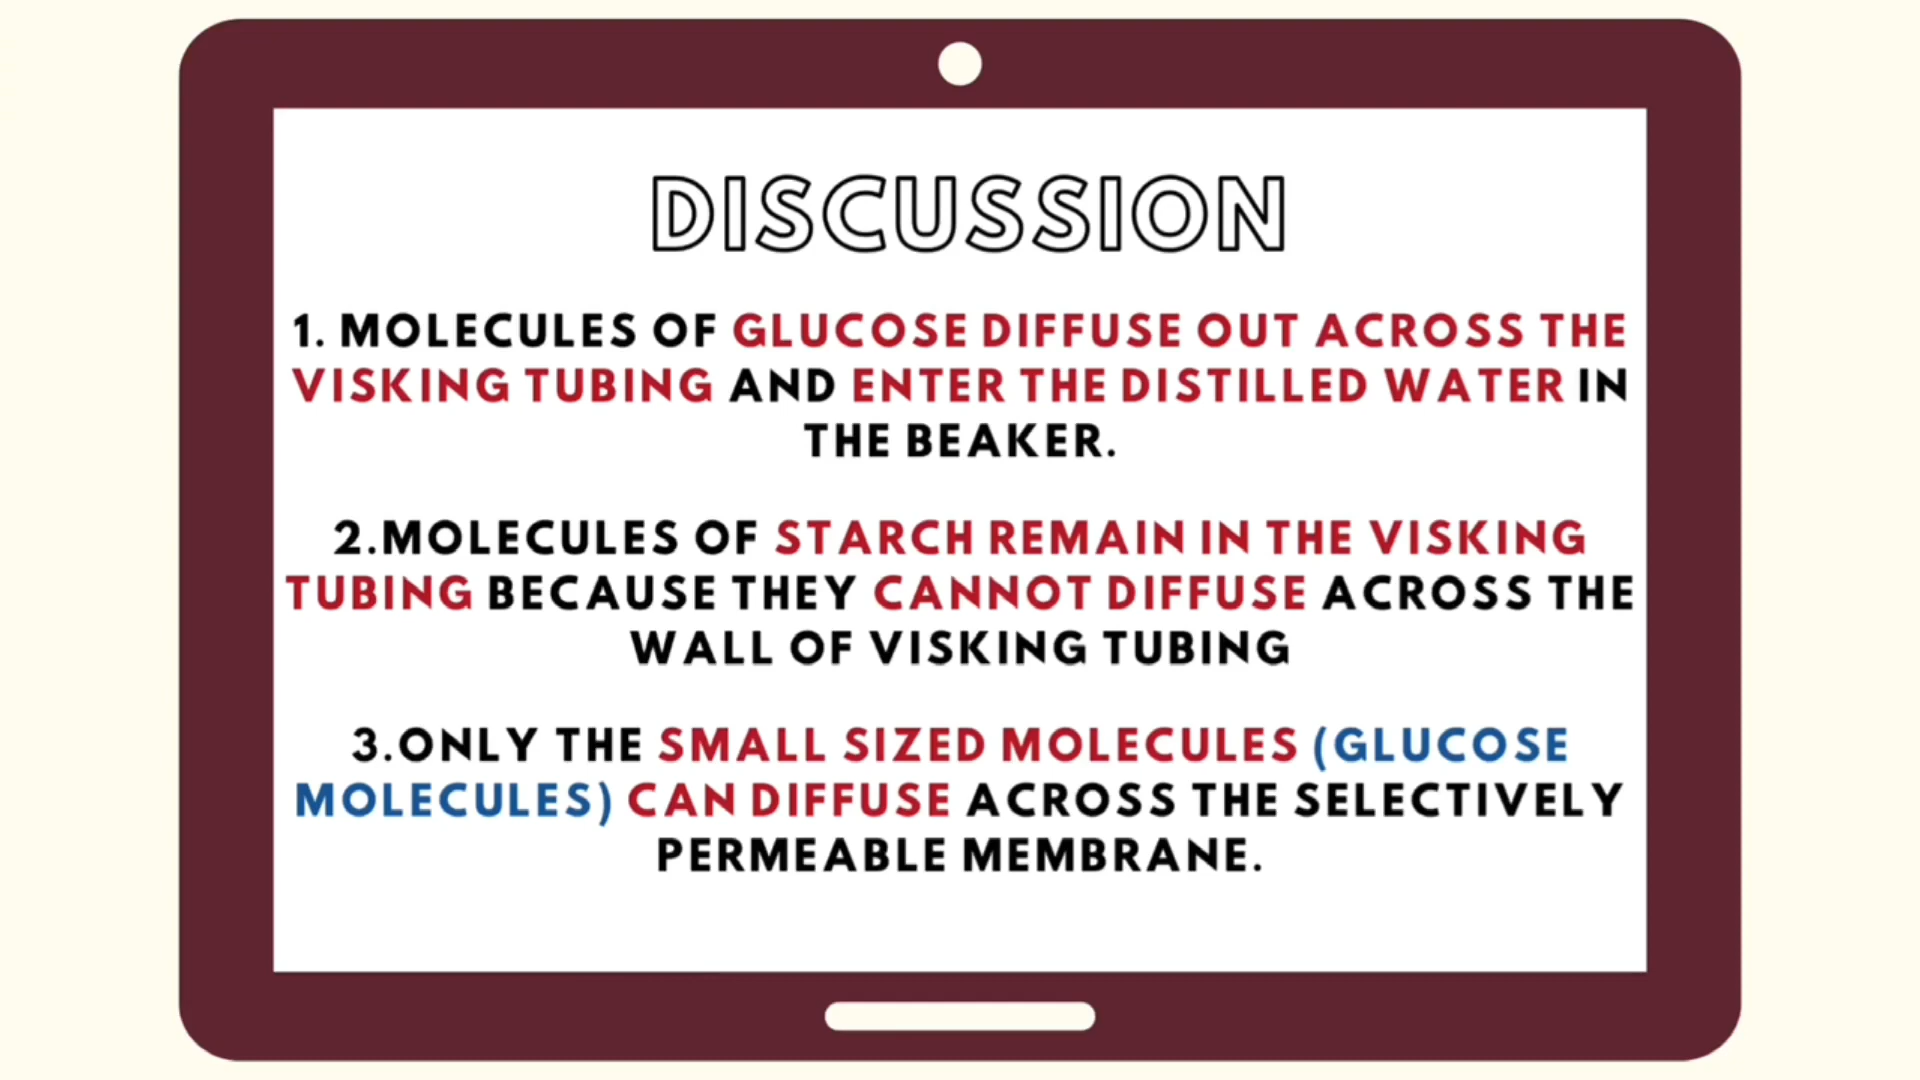 DISCUSSION
1. MOLECULES OF GLUCOSE DIFFUSE OUT ACROSS THE
VISKING TUBING AND ENTER THE DISTILLED WATER IN
THE BEAKER.
2.MOLECULES OF STARCH REMAIN IN THE VISKING
TUBING BECAUSE THEY CANNOT DIFFUSE ACROSS THE
WALL OF VISKING TUBING
3.ONLY THE SMALL SIZED MOLECULES (GLUCOSE
MOLECULES) CAN DIFFUSE ACROSS THE SELECTIVELY
PERMEABLE MEMBRANE.